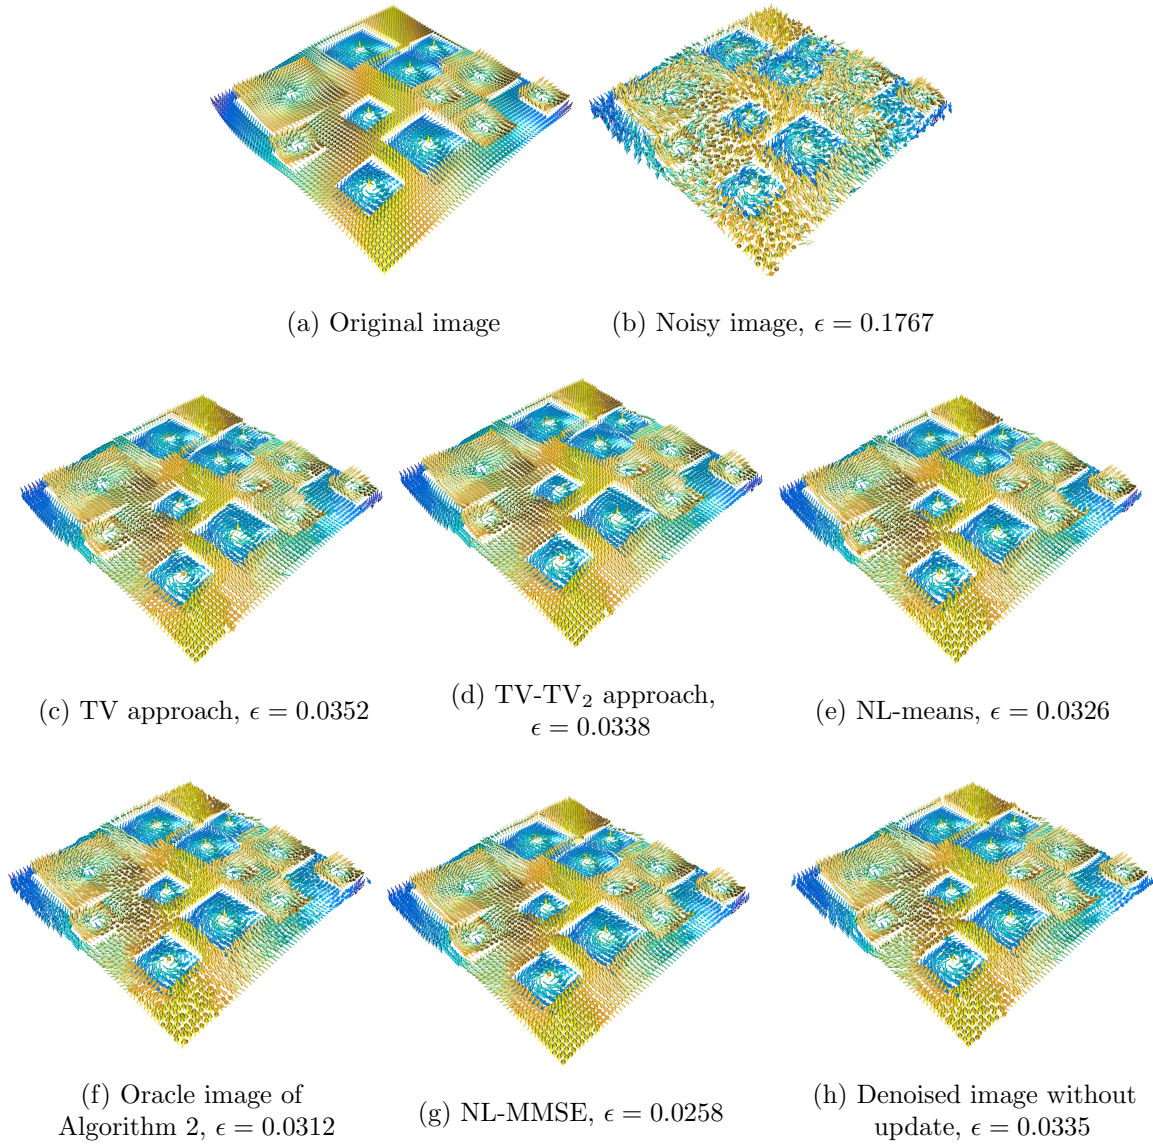 (a) Original image
(b) Noisy image, ϵ = 0.1767
(c) TV approach, ϵ = 0.0352
(d) TV-TV₂ approach,
ϵ = 0.0338
(e) NL-means, ϵ = 0.0326
(f) Oracle image of
Algorithm 2, ϵ = 0.0312
(g) NL-MMSE, ϵ = 0.0258
(h) Denoised image without
update, ϵ = 0.0335